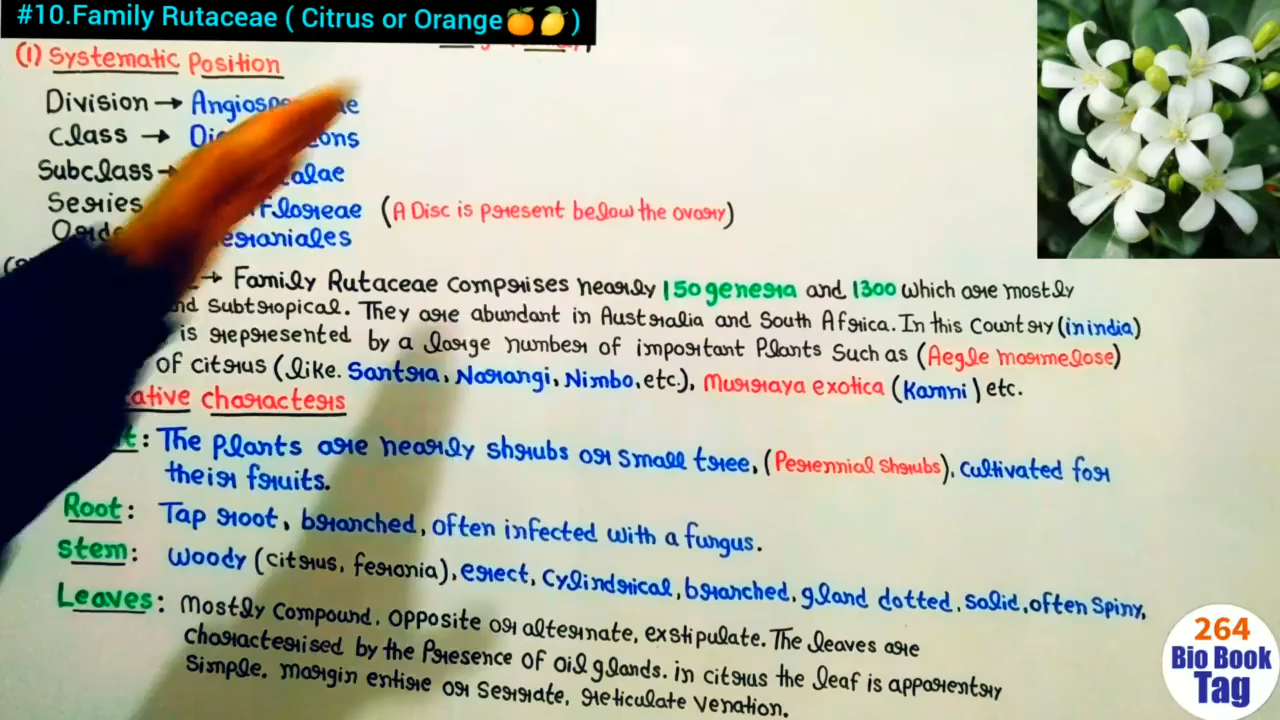 #10.Family Rutaceae ( Citrus or Orange🍊🍋)
(1) Systematic Position
Division → Angiosp
Class → Di ons
Subclass → alae
Series Floreae (A Disc is present below the ovary)
Orde eraniales
→ Family Rutaceae comprises nearly 150 genera and 1300 which are mostly
nd subtropical. They are abundant in Australia and South Africa. In this Country (in india)
is represented by a large number of important Plants Such as (Aegle marmelose)
of citrus (like. Santra, Narangi, Nimbo, etc.), Murraya exotica (Kamni) etc.
ative characters
t: The plants are nearly shrubs or small tree, (Perennial Shrubs), cultivated for
their fruits.
Root: Tap root, branched, often infected with a fungus.
Stem: Woody (citrus, feronia), erect, Cylindrical, branched, gland dotted, solid, often Spiny,
Leaves: Mostly Compound, Opposite or alternate, exstipulate. The leaves are
characterised by the Presence of Oil glands. in citrus the leaf is apparentry
Simple. Margin entire or Serrate, reticulate venation.
264
Bio Book
Tag